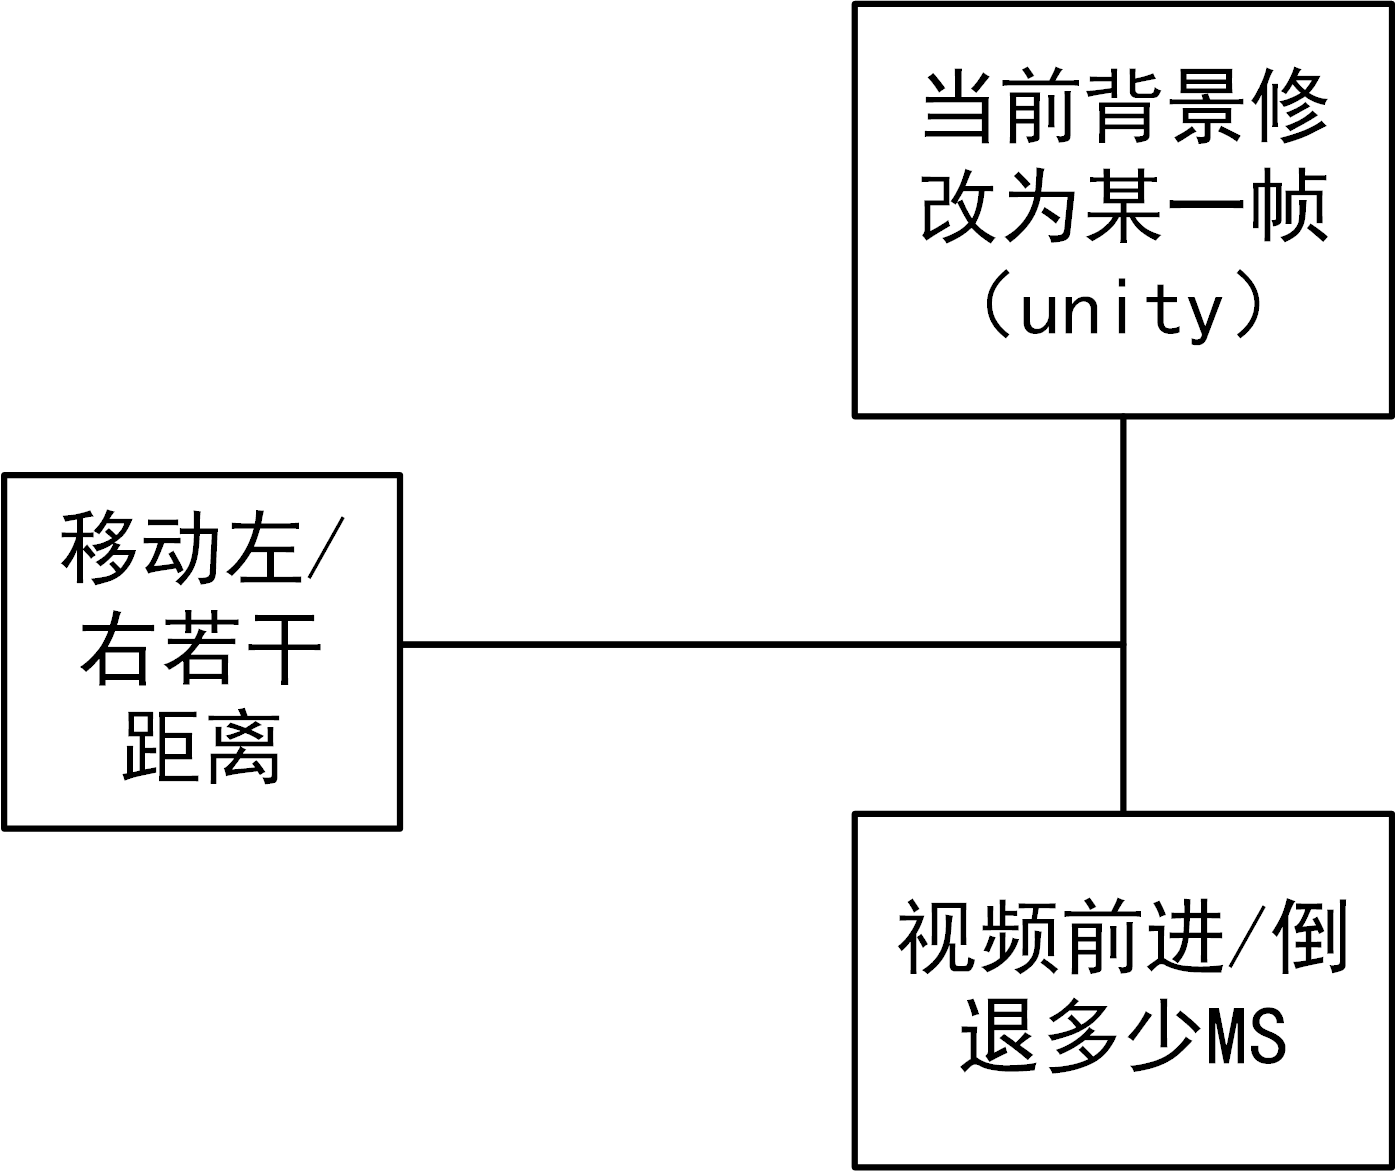 当前背景修
改为某一帧
（unity）
移动左/
右若干
距离
视频前进/倒
退多少MS